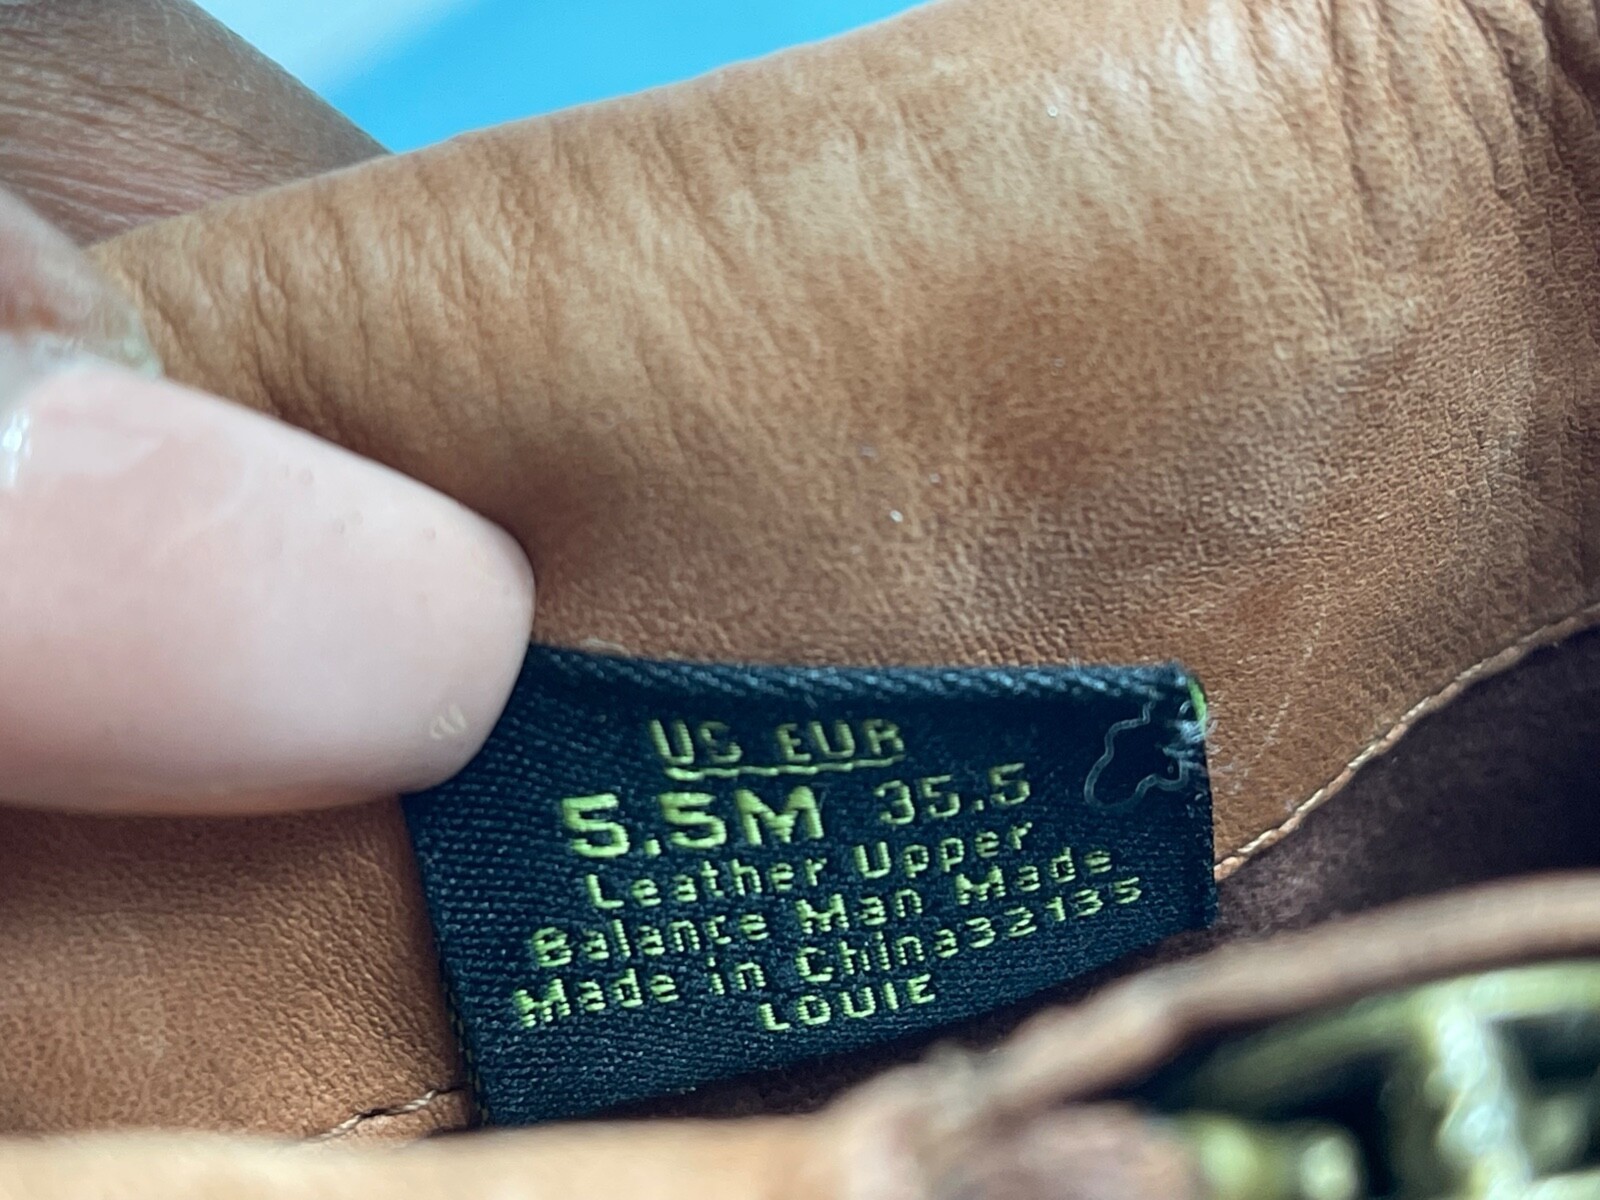 US EUR
5.5M 35.5
Leather Upper
Balance Man Made
Made in China32135
LOUIE